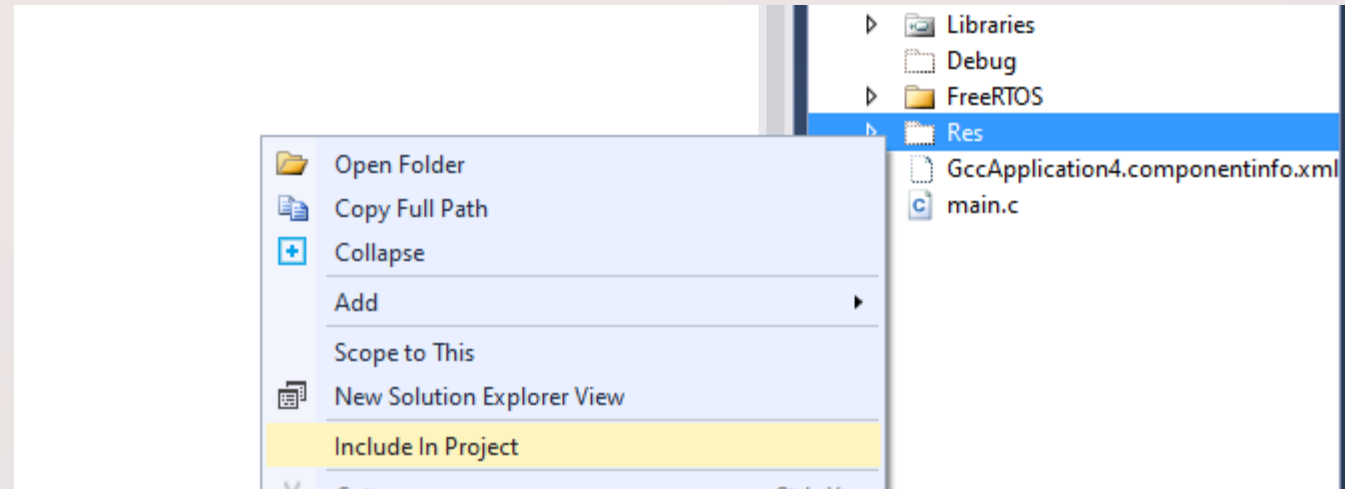 Libraries
Debug
FreeRTOS
Res
GccApplication4.componentinfo.xml
main.c
Open Folder
Copy Full Path
Collapse
Add
Scope to This
New Solution Explorer View
Include In Project